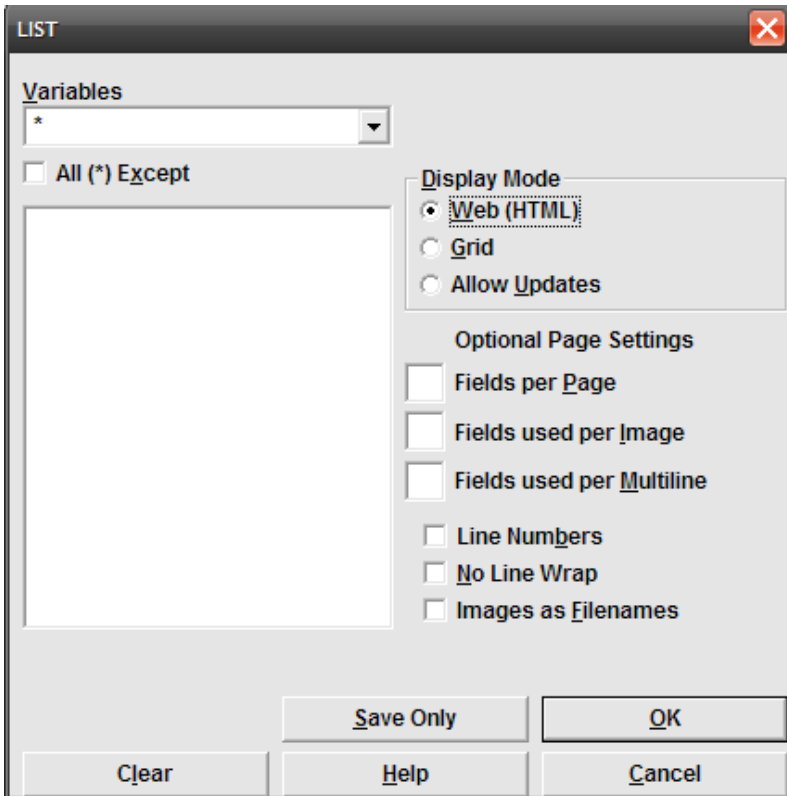 LIST
Variables
*
All (*) Except
Display Mode
Web (HTML)
Grid
Allow Updates
Optional Page Settings
Fields per Page
Fields used per Image
Fields used per Multiline
Line Numbers
No Line Wrap
Images as Filenames
Save Only
OK
Clear
Help
Cancel